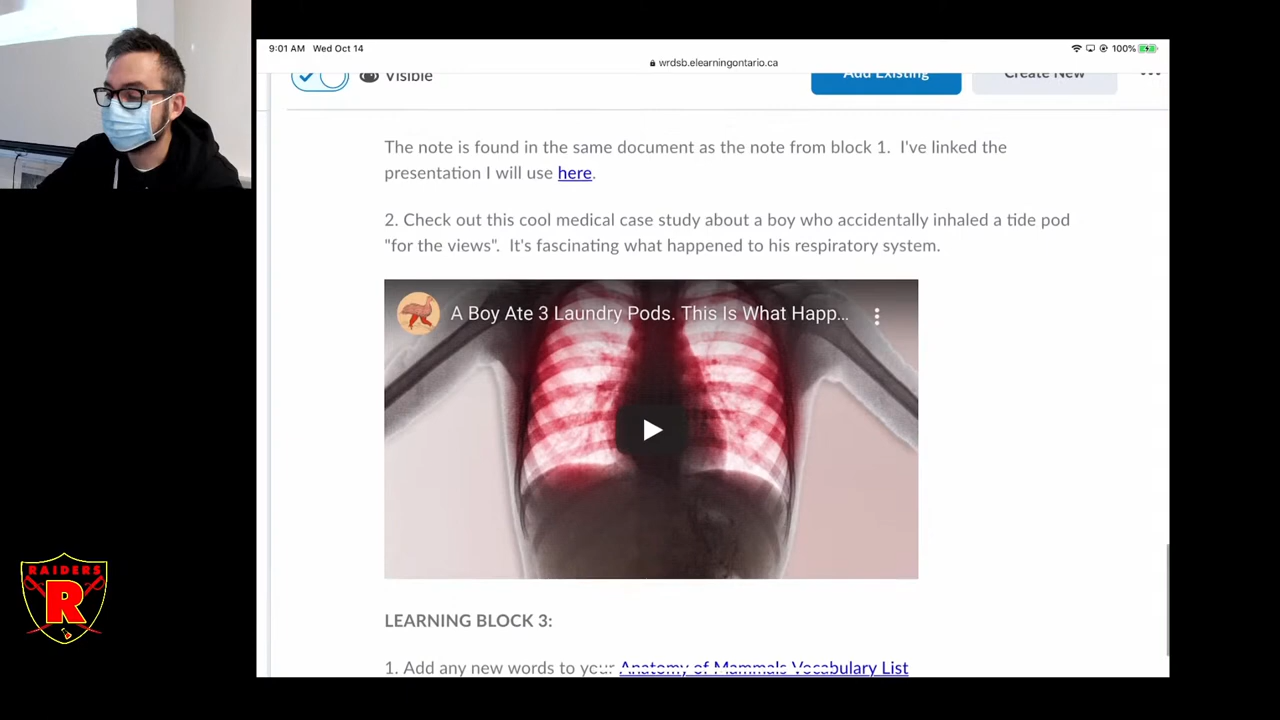 9:01 AM Wed Oct 14
100%
wrdsb.elearningontario.ca
Visible
Add Existing
Create New
The note is found in the same document as the note from block 1. I've linked the
presentation I will use here.
2. Check out this cool medical case study about a boy who accidentally inhaled a tide pod
"for the views". It's fascinating what happened to his respiratory system.
A Boy Ate 3 Laundry Pods. This Is What Happ...
LEARNING BLOCK 3:
1. Add any new words to your Anatomy of Mammals Vocabulary List
RAIDERS
R